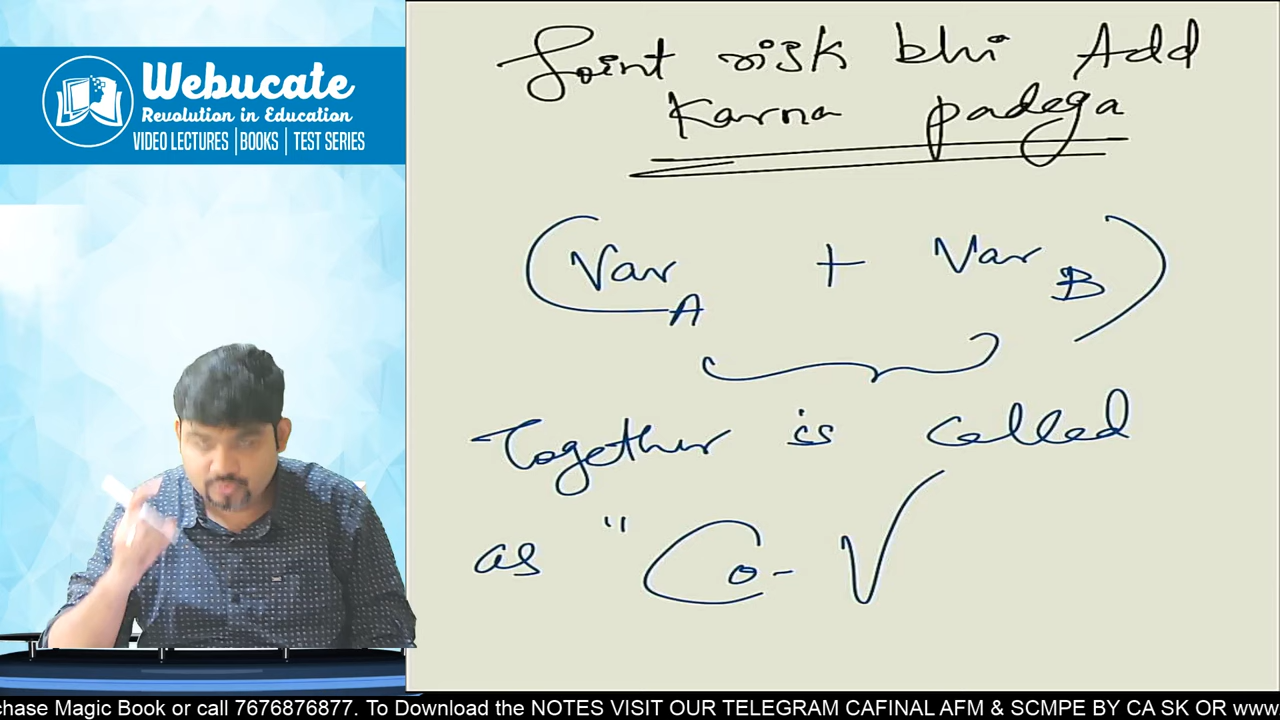 Webucate
Revolution in Education
VIDEO LECTURES | BOOKS | TEST SERIES
Joint risk bhi Add
Karna padega
(Var A + Var B)
Together is called
as "Co-V
chase Magic Book or call 7676876877. To Download the NOTES VISIT OUR TELEGRAM CAFINAL AFM & SCMPE BY CA SK OR www